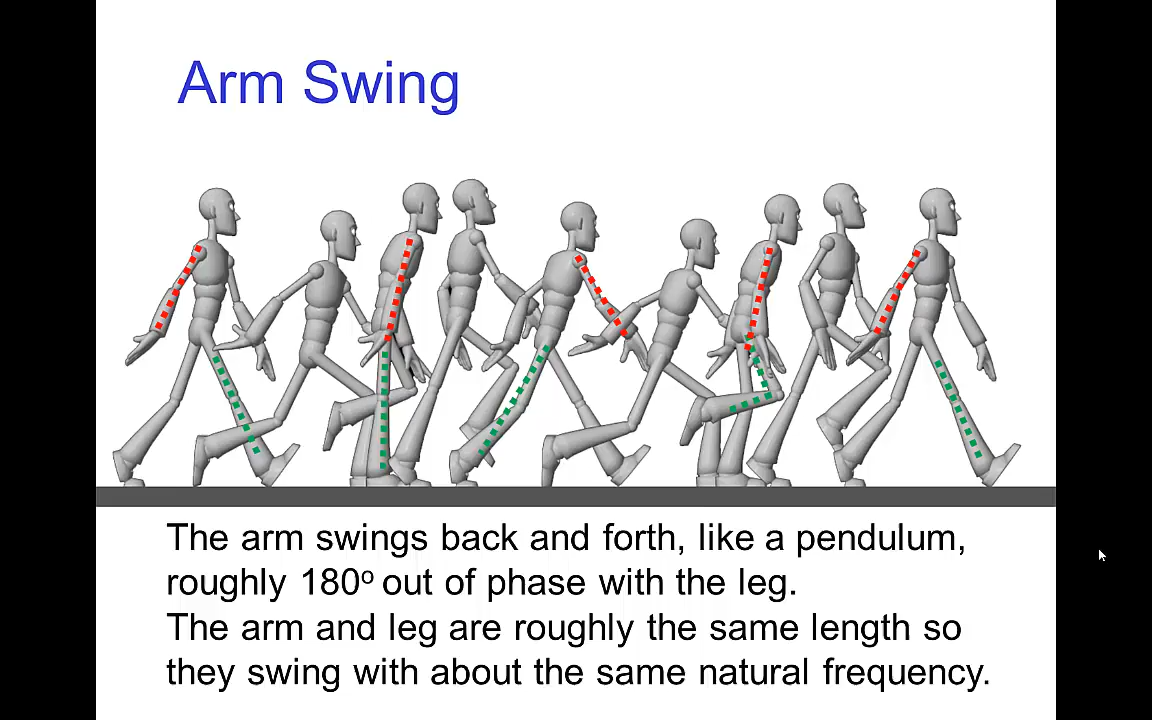 Arm Swing
The arm swings back and forth, like a pendulum,
roughly 180º out of phase with the leg.
The arm and leg are roughly the same length so
they swing with about the same natural frequency.